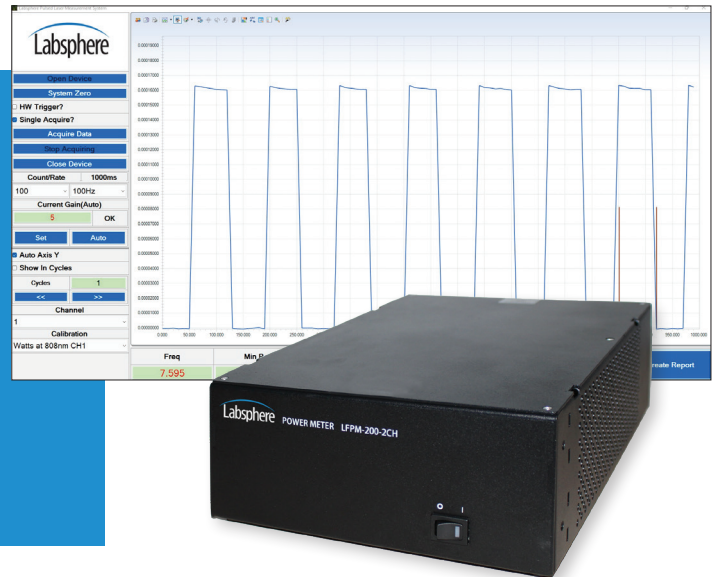 Labsphere Pulsed Laser Measurement System
Labsphere
Open Device
System Zero
HW Trigger?
Single Acquire?
Acquire Data
Stop Acquiring
Close Device
Count/Rate 1000ms
100 100Hz
Current Gain(Auto)
5 OK
Set Auto
Auto Axis Y
Show In Cycles
Cycles 1
<< >>
Channel
1
Calibration
Watts at 808nm CH1
0.00019000
0.00018000
0.00017000
0.00016000
0.00015000
0.00014000
0.00013000
0.00012000
0.00011000
0.00010000
0.00009000
0.00008000
0.00007000
0.00006000
0.00005000
0.00004000
0.00003000
0.00002000
0.00001000
0.00000000
0.000 50.000 100.000 150.000 200.000 250.000 950.000 1000.000
Freq Min
7.595
Create Report
Labsphere POWER METER LFPM-200-2CH
O I